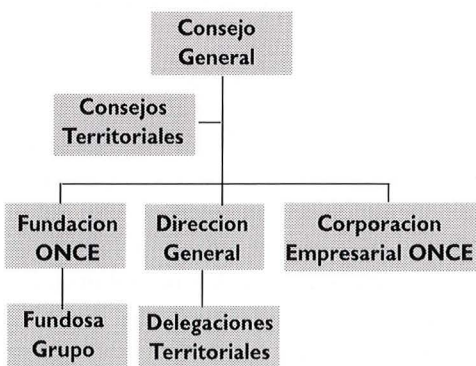 Consejo
General
Consejos
Territoriales
Fundacion
ONCE
Direccion
General
Corporacion
Empresarial ONCE
Fundosa
Grupo
Delegaciones
Territoriales